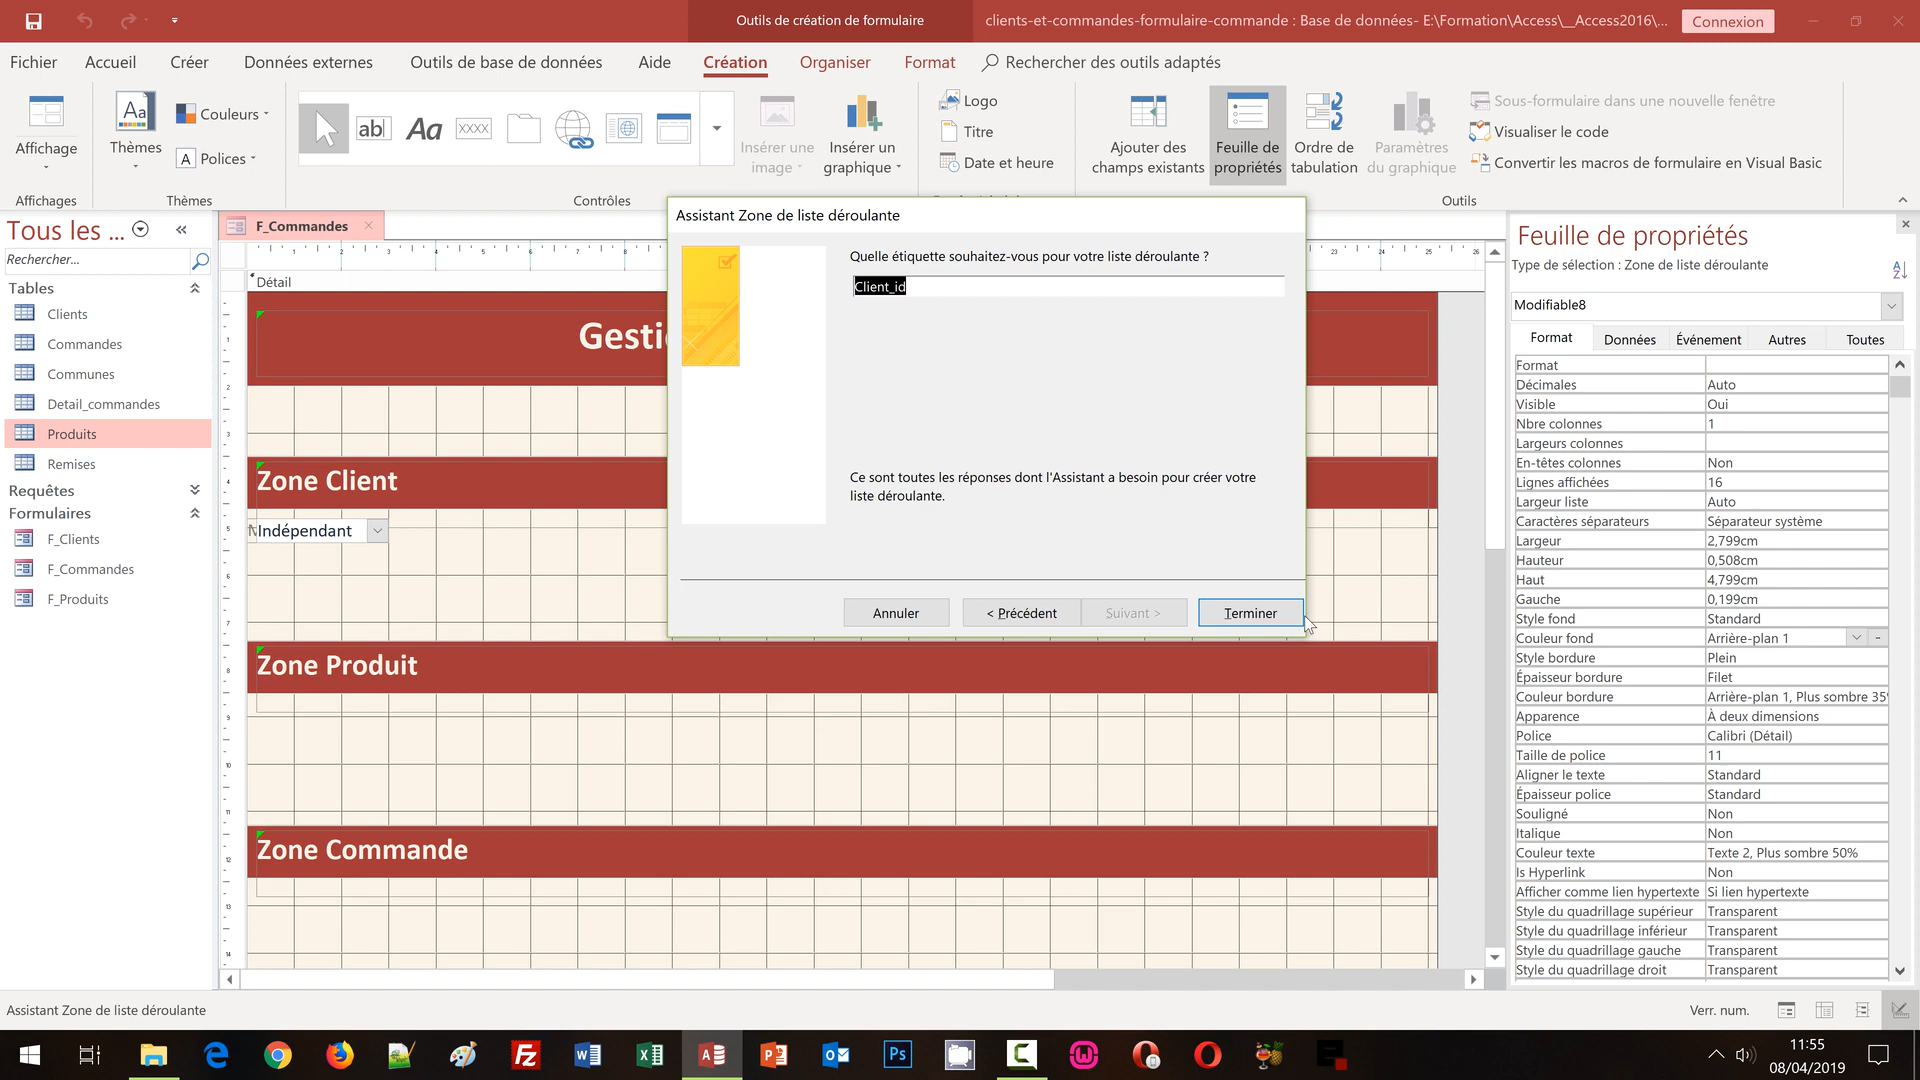 Outils de création de formulaire
clients-et-commandes-formulaire-commande : Base de données- E:\Formation\Access\__Access2016\...
Connexion
Fichier
Accueil
Créer
Données externes
Outils de base de données
Aide
Création
Organiser
Format
Rechercher des outils adaptés
Affichage
Thèmes
Couleurs
Polices
ab
Aa
XXXX
Insérer une image
Insérer un graphique
Logo
Titre
Date et heure
Ajouter des champs existants
Feuille de propriétés
Ordre de tabulation
Paramètres du graphique
Sous-formulaire dans une nouvelle fenêtre
Visualiser le code
Convertir les macros de formulaire en Visual Basic
Affichages
Thèmes
Contrôles
Outils
Tous les ...
Rechercher...
Tables
Clients
Commandes
Communes
Detail_commandes
Produits
Remises
Requêtes
Formulaires
F_Clients
F_Commandes
F_Produits
F_Commandes
Détail
Gesti
Zone Client
Indépendant
Zone Produit
Zone Commande
Assistant Zone de liste déroulante
Quelle étiquette souhaitez-vous pour votre liste déroulante ?
Client_id
Ce sont toutes les réponses dont l'Assistant a besoin pour créer votre
liste déroulante.
Annuler
< Précédent
Suivant >
Terminer
Feuille de propriétés
Type de sélection : Zone de liste déroulante
Modifiable8
Format
Données
Événement
Autres
Toutes
Format
Décimales Auto
Visible Oui
Nbre colonnes 1
Largeurs colonnes
En-têtes colonnes Non
Lignes affichées 16
Largeur liste Auto
Caractères séparateurs Séparateur système
Largeur 2,799cm
Hauteur 0,508cm
Haut 4,799cm
Gauche 0,199cm
Style fond Standard
Couleur fond Arrière-plan 1
Style bordure Plein
Épaisseur bordure Filet
Couleur bordure Arrière-plan 1, Plus sombre 35
Apparence À deux dimensions
Police Calibri (Détail)
Taille de police 11
Aligner le texte Standard
Épaisseur police Standard
Souligné Non
Italique Non
Couleur texte Texte 2, Plus sombre 50%
Is Hyperlink Non
Afficher comme lien hypertexte Si lien hypertexte
Style du quadrillage supérieur Transparent
Style du quadrillage inférieur Transparent
Style du quadrillage gauche Transparent
Style du quadrillage droit Transparent
Assistant Zone de liste déroulante
Verr. num.
11:55
08/04/2019